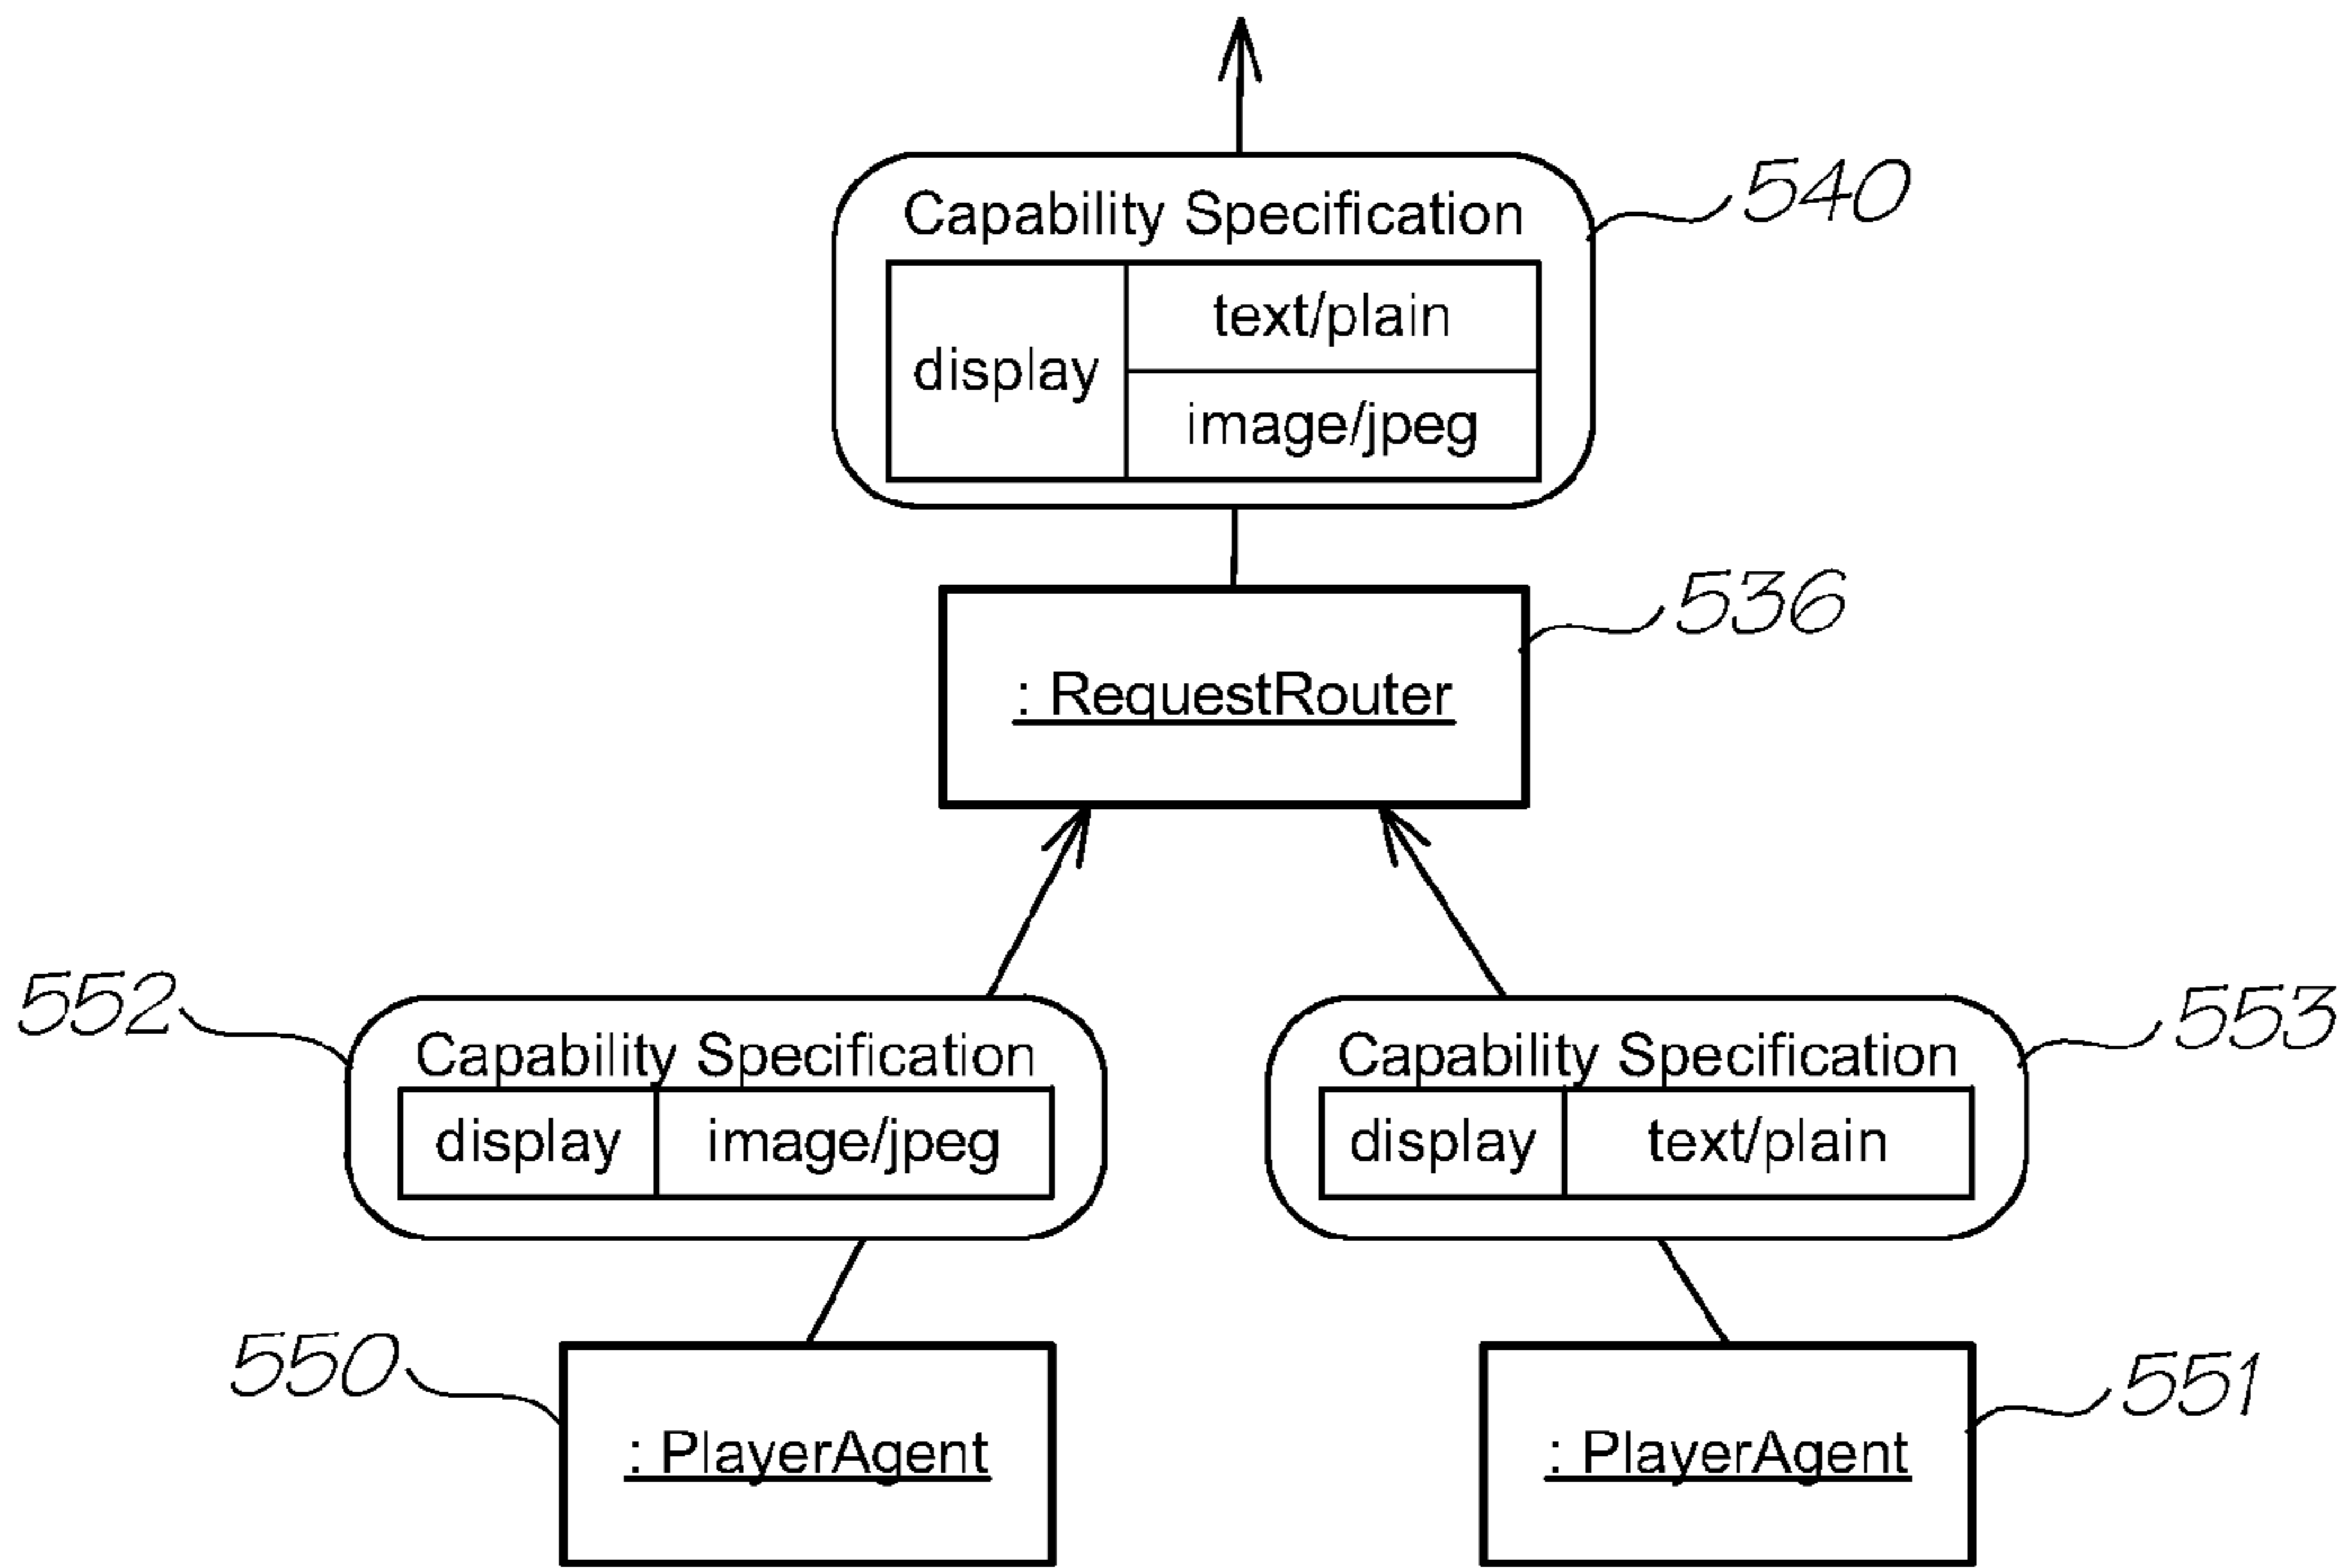 Capability Specification
540
display
text/plain
image/jpeg
536
: RequestRouter
552
Capability Specification
display
image/jpeg
553
Capability Specification
display
text/plain
550
: PlayerAgent
551
: PlayerAgent